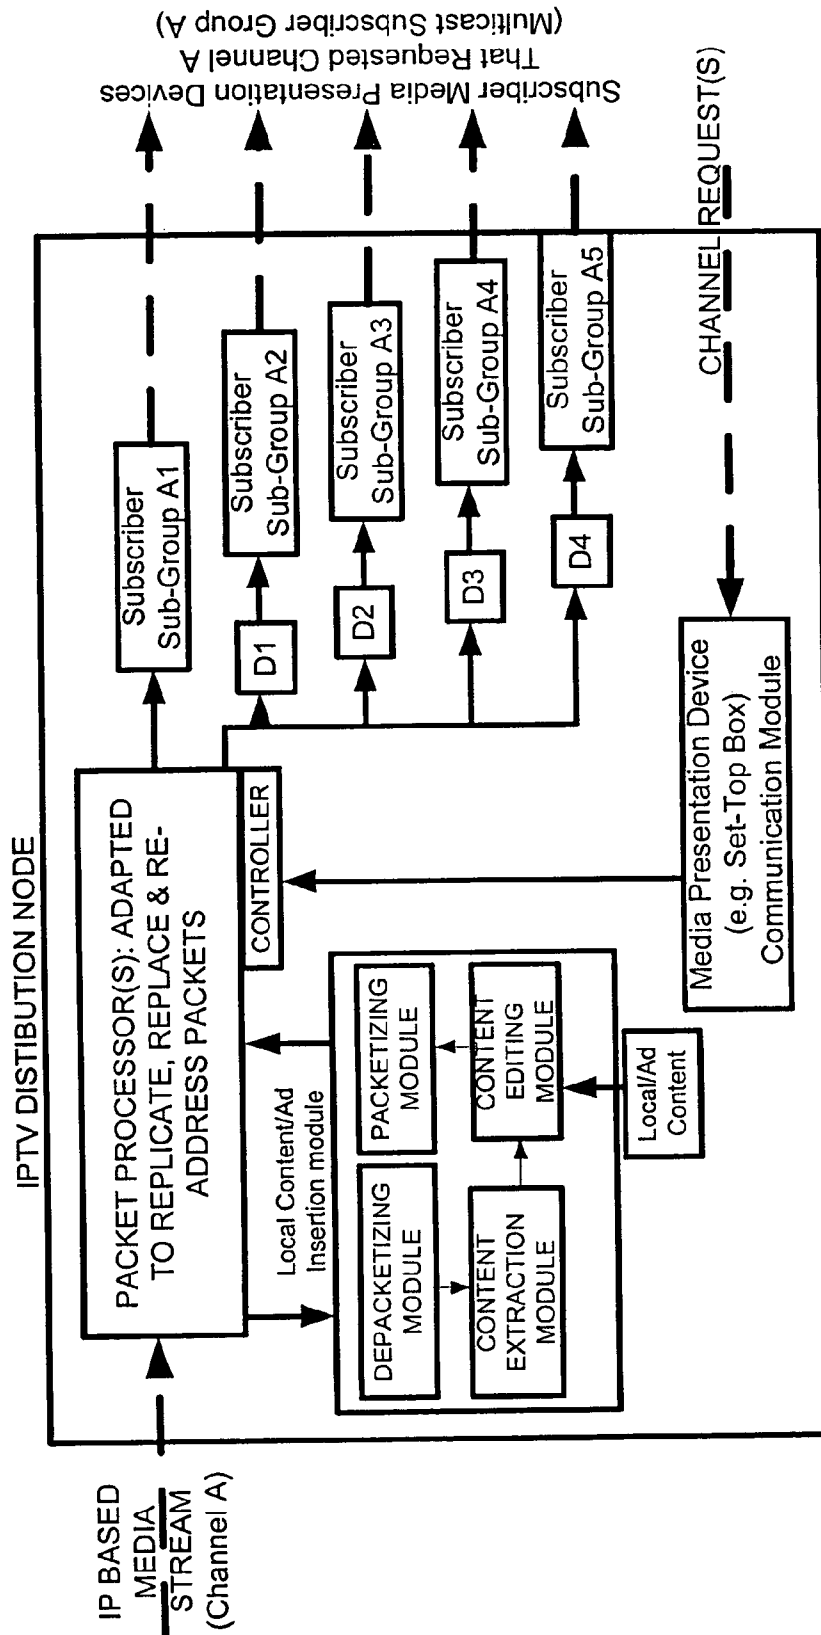 IPTV DISTIBUTION NODE
IP BASED
MEDIA
STREAM
(Channel A)
PACKET PROCESSOR(S): ADAPTED
TO REPLICATE, REPLACE & RE-
ADDRESS PACKETS
CONTROLLER
Local Content/Ad
Insertion module
DEPACKETIZING
MODULE
PACKETIZING
MODULE
CONTENT
EXTRACTION
MODULE
CONTENT
EDITING
MODULE
Local/Ad
Content
Subscriber
Sub-Group A1
D1
Subscriber
Sub-Group A2
D2
Subscriber
Sub-Group A3
D3
Subscriber
Sub-Group A4
D4
Subscriber
Sub-Group A5
Subscriber Media Presentation Devices
That Requested Channel A
(Multicast Subscriber Group A)
Media Presentation Device
(e.g. Set-Top Box)
Communication Module
CHANNEL REQUEST(S)